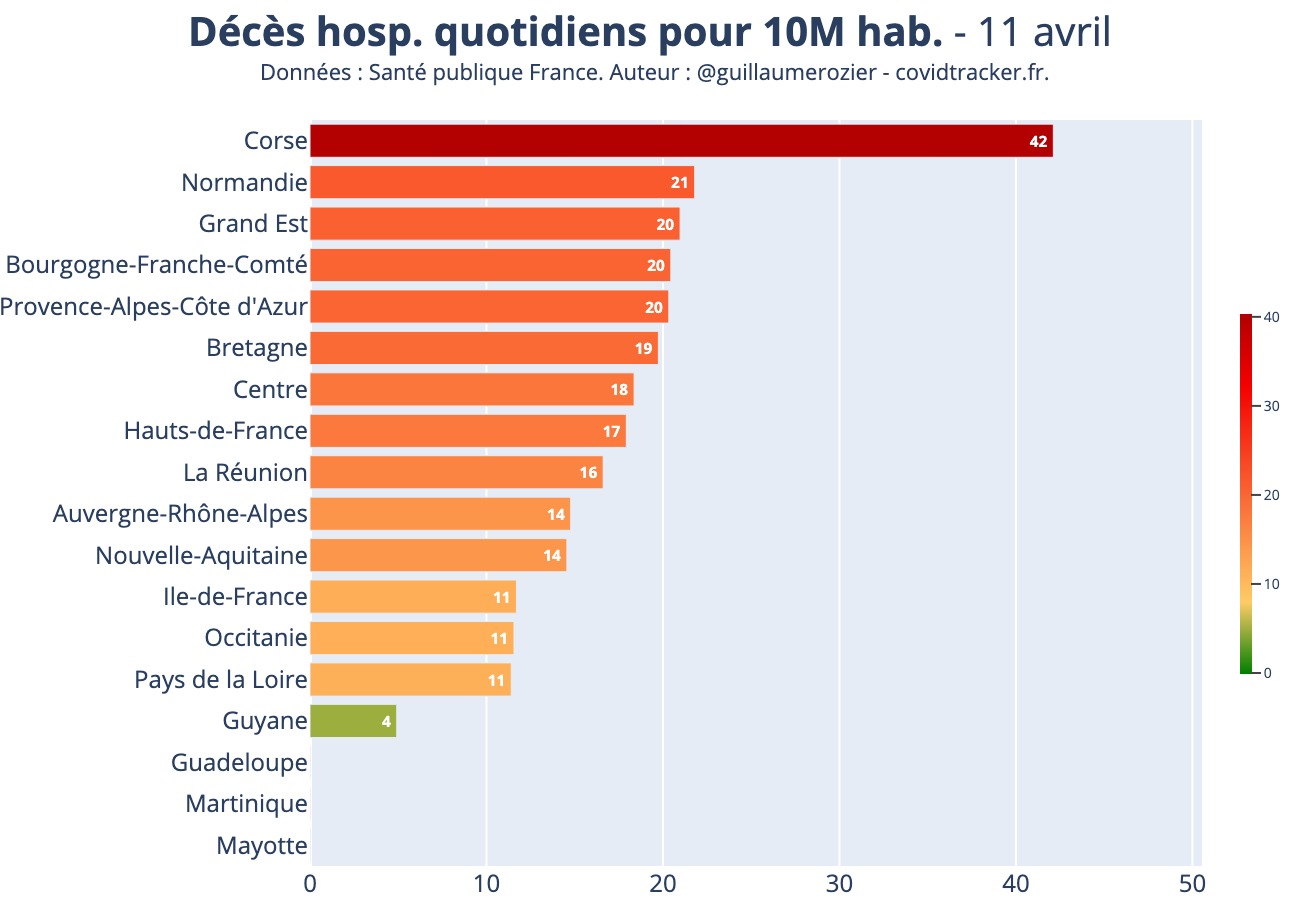 Décès hosp. quotidiens pour 10M hab. - 11 avril
Données : Santé publique France. Auteur : @guillaumerozier - covidtracker.fr.
Corse 42
Normandie 21
Grand Est 20
Bourgogne-Franche-Comté 20
Provence-Alpes-Côte d'Azur 20
Bretagne 19
Centre 18
Hauts-de-France 17
La Réunion 16
Auvergne-Rhône-Alpes 14
Nouvelle-Aquitaine 14
Ile-de-France 11
Occitanie 11
Pays de la Loire 11
Guyane 4
Guadeloupe
Martinique
Mayotte
0 10 20 30 40 50
40
30
20
10
0